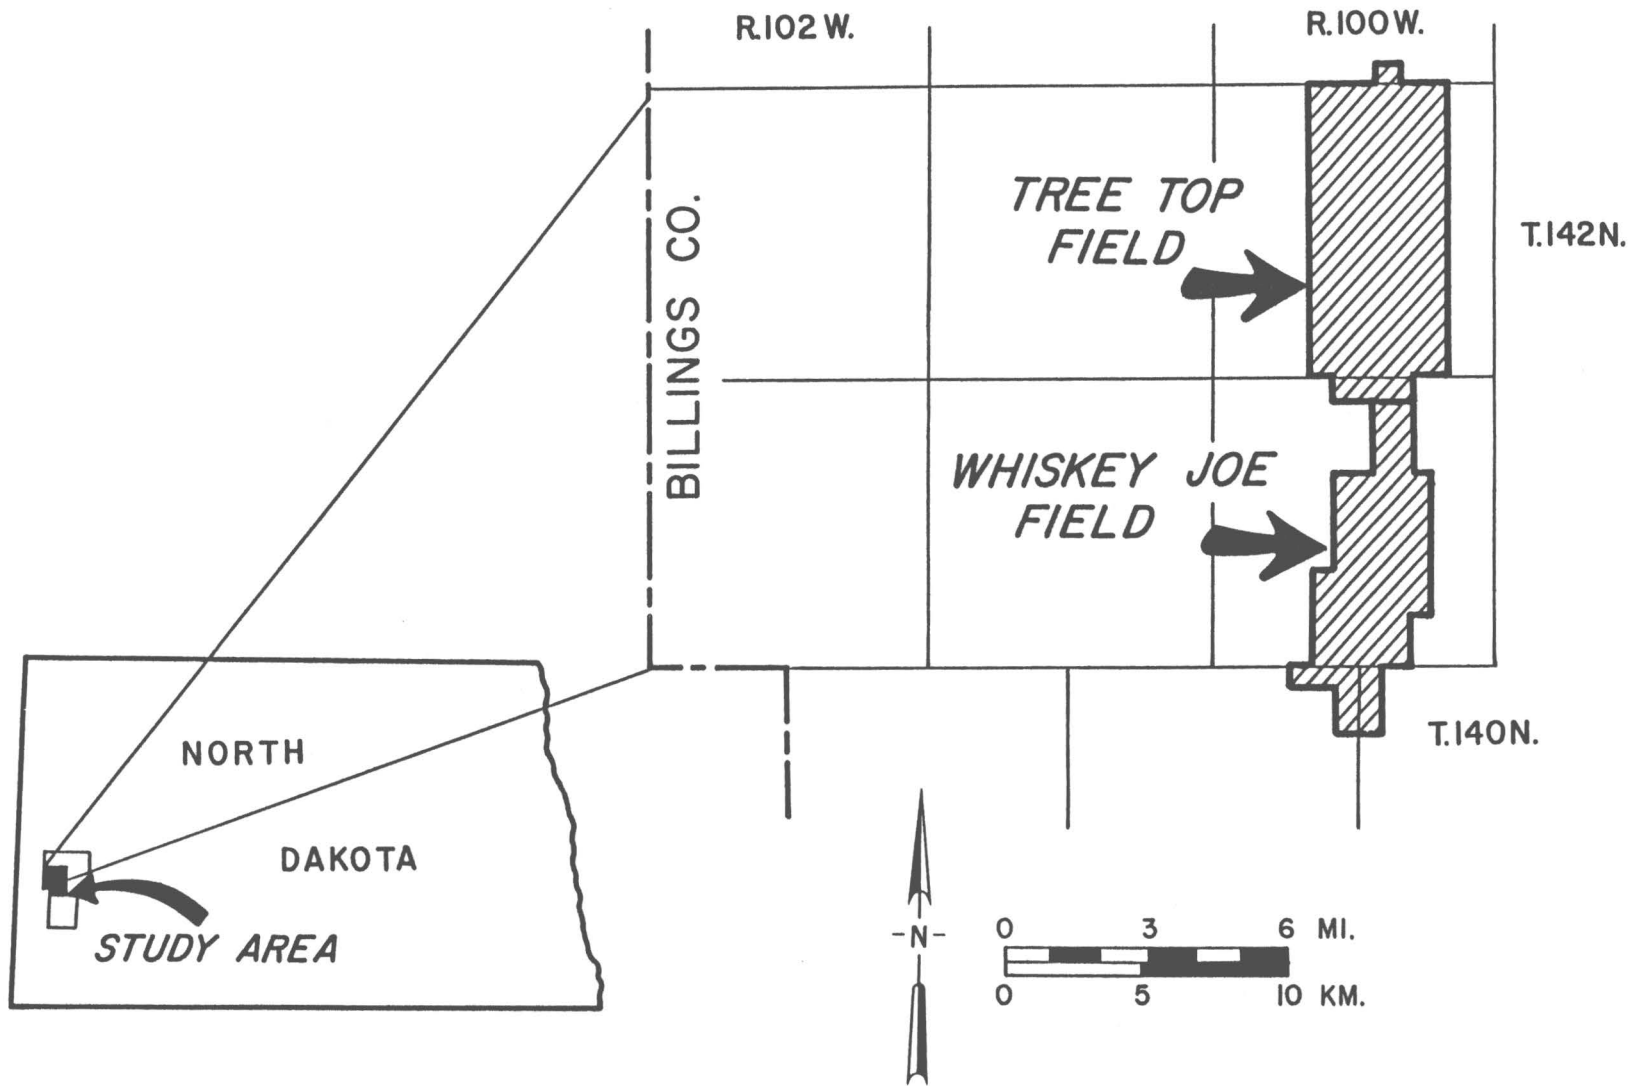 R.102 W.
R.100 W.
TREE TOP
FIELD
T.142N.
BILLINGS CO.
WHISKEY JOE
FIELD
T.140N.
NORTH
DAKOTA
STUDY AREA
-N-
0 3 6 MI.
0 5 10 KM.